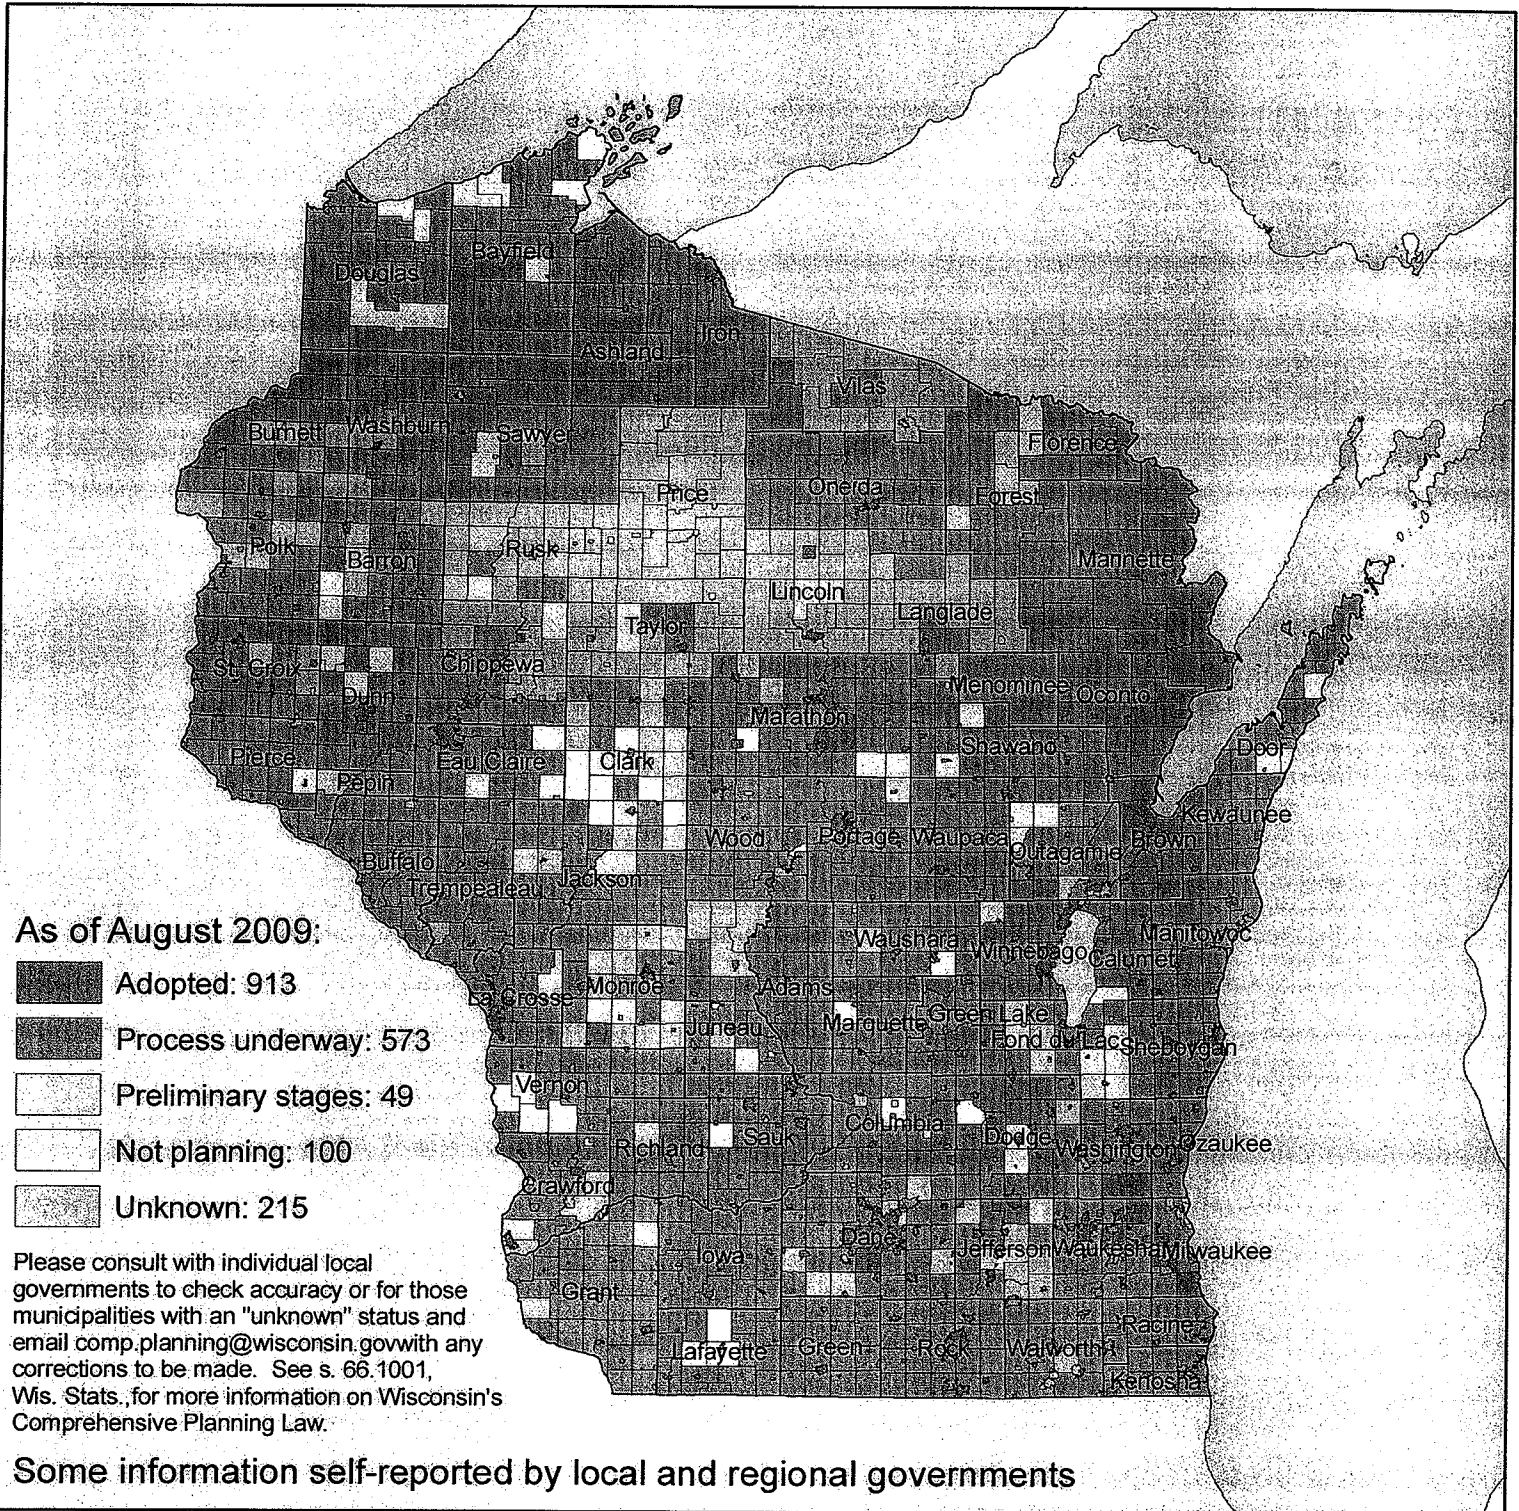 Bayfield
Douglas
Iron
Ashland
Vilas
Burnett
Washburn
Sawyer
Florence
Price
Oneida
Forest
Polk
Barron
Rusk
Marinette
Lincoln
Langlade
Taylor
St. Croix
Chippewa
Dunn
Menominee
Oconto
Marathon
Shawano
Door
Pierce
Pepin
Eau Claire
Clark
Kewaunee
Wood
Portage
Waupaca
Outagamie
Brown
Buffalo
Trempealeau
Jackson
Waushara
Winnebago
Calumet
Manitowoc
La Crosse
Monroe
Adams
Juneau
Marquette
Green Lake
Fond du Lac
Sheboygan
Vernon
Columbia
Richland
Sauk
Dodge
Washington
Ozaukee
Crawford
Dane
Iowa
Jefferson
Waukesha
Milwaukee
Grant
Racine
Lafayette
Green
Rock
Walworth
Kenosha
As of August 2009:
Adopted: 913
Process underway: 573
Preliminary stages: 49
Not planning: 100
Unknown: 215
Please consult with individual local
governments to check accuracy or for those
municipalities with an "unknown" status and
email comp.planning@wisconsin.govwith any
corrections to be made. See s. 66.1001,
Wis. Stats.,for more information on Wisconsin's
Comprehensive Planning Law.
Some information self-reported by local and regional governments